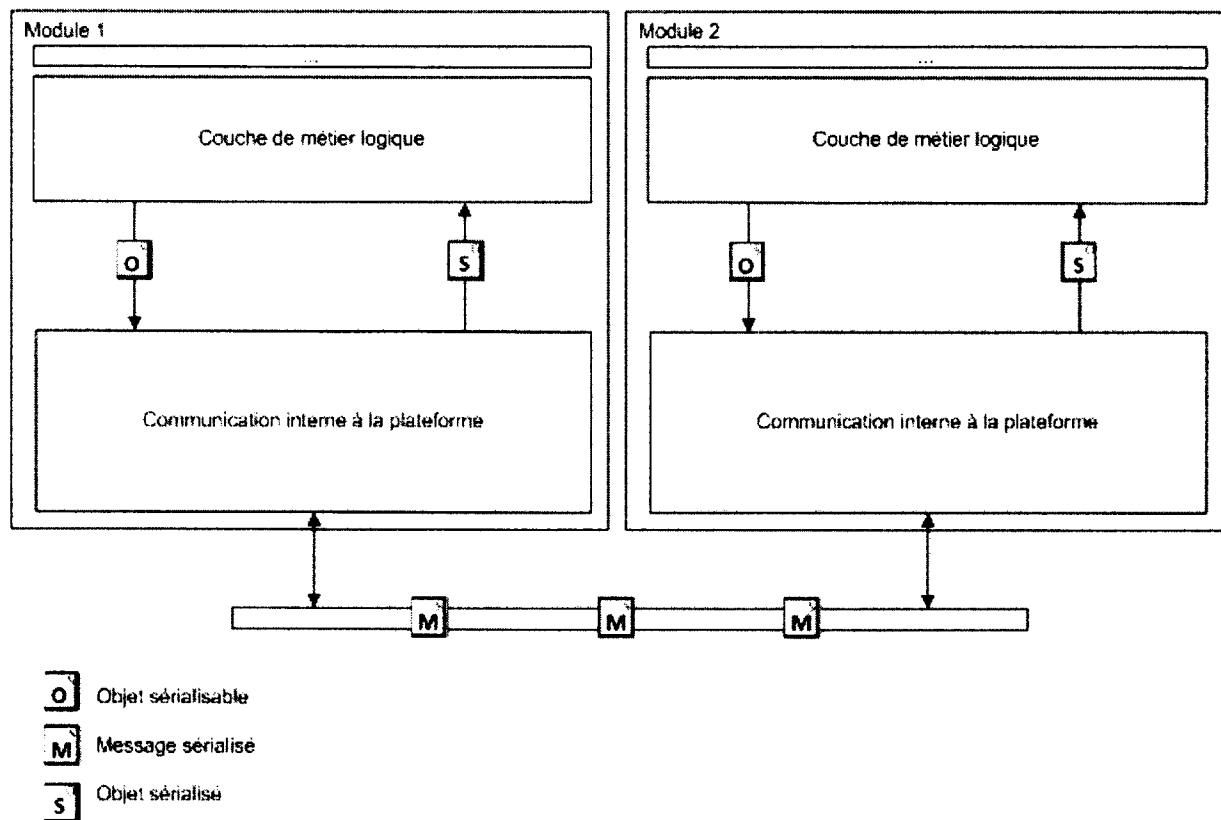 Module 1
...
Couche de métier logique
O
S
Communication interne à la plateforme
Module 2
...
Couche de métier logique
O
S
Communication interne à la plateforme
M
M
M
O Objet sérialisable
M Message sérialisé
S Objet sérialisé